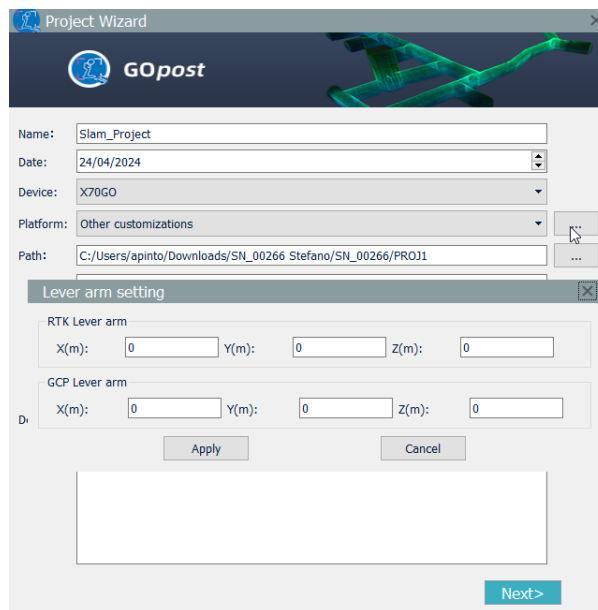 Project Wizard
GOpost
Name: Slam_Project
Date: 24/04/2024
Device: X70GO
Platform: Other customizations ...
Path: C:/Users/apinto/Downloads/SN_00266 Stefano/SN_00266/PROJ1 ...
Lever arm setting
RTK Lever arm
X(m): 0 Y(m): 0 Z(m): 0
GCP Lever arm
X(m): 0 Y(m): 0 Z(m): 0
Apply Cancel
Next>